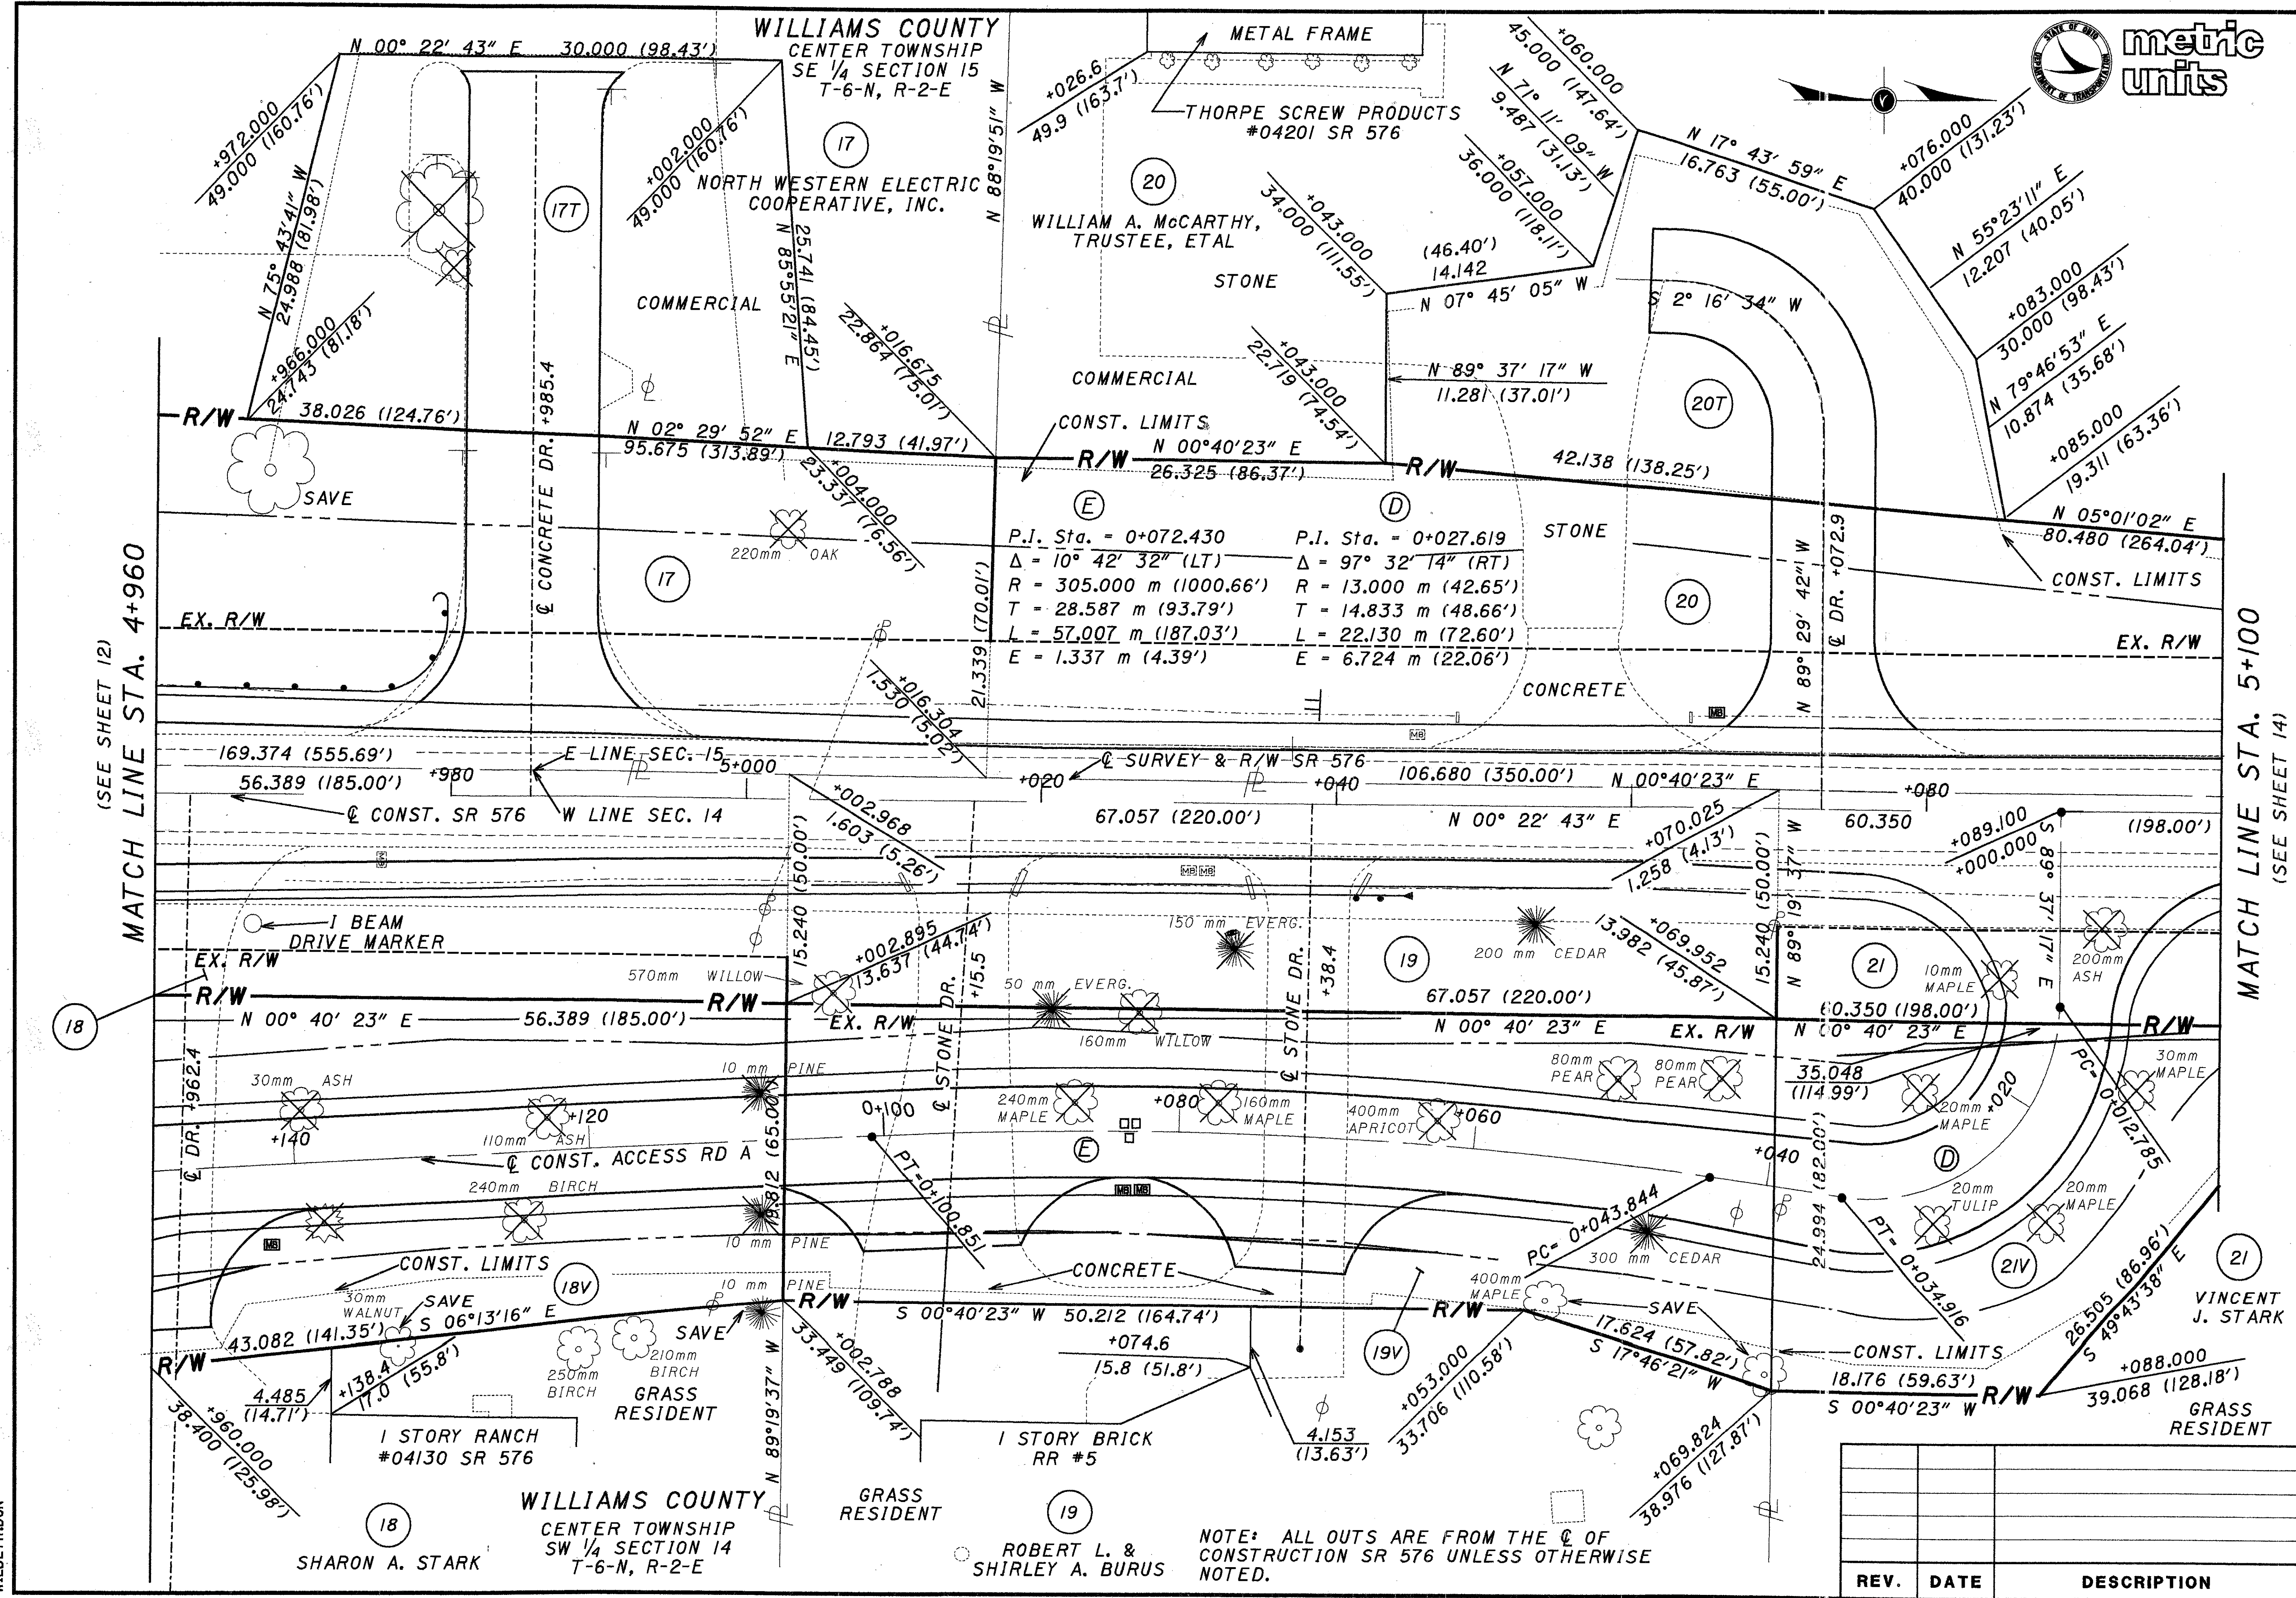 WILLIAMS COUNTY
CENTER TOWNSHIP
SE 1/4 SECTION 15
T-6-N, R-2-E
metric
units
STATE OF OHIO
DEPARTMENT OF TRANSPORTATION
N 00° 22' 43" E 30.000 (98.43')
+972.000
49.000 (160.76')
N 75° 43'41" W
24.988 (81.98')
+966.000
24.743 (81.18')
17T
+002.000
49.000 (160.76')
17
NORTH WESTERN ELECTRIC
COOPERATIVE, INC.
COMMERCIAL
25.741 (84.45')
N 85°55'21" E
+016.675
22.864 (75.01')
N 88°19'51" W
+026.6
49.9 (163.7')
METAL FRAME
THORPE SCREW PRODUCTS
#04201 SR 576
20
WILLIAM A. McCARTHY,
TRUSTEE, ETAL
STONE
COMMERCIAL
+043.000
34.000 (111.55')
+043.000
22.719 (74.54')
+060.000
45.000 (147.64')
N 71° 11' 09" W
9.487 (31.13')
+057.000
36.000 (118.11')
(46.40')
14.142
N 07° 45' 05" W
N 17° 43' 59" E
16.763 (55.00')
S 2° 16' 34" W
N 89° 37' 17" W
11.281 (37.01')
20T
+076.000
40.000 (131.23')
N 55°23'11" E
12.207 (40.05')
+083.000
30.000 (98.43')
N 79°46'53" E
10.874 (35.68')
+085.000
19.311 (63.36')
R/W
38.026 (124.76')
N 02° 29' 52" E
95.675 (313.89')
12.793 (41.97')
CONST. LIMITS
R/W
N 00°40'23" E
26.325 (86.37')
R/W
42.138 (138.25')
N 05°01'02" E
80.480 (264.04')
CONST. LIMITS
SAVE
℄ CONCRETE DR. +985.4
+004.000
23.337 (76.56')
220mm OAK
17
E
P.I. Sta. = 0+072.430
Δ = 10° 42' 32" (LT)
R = 305.000 m (1000.66')
T = 28.587 m (93.79')
L = 57.007 m (187.03')
E = 1.337 m (4.39')
D
P.I. Sta. = 0+027.619
Δ = 97° 32' 14" (RT)
R = 13.000 m (42.65')
T = 14.833 m (48.66')
L = 22.130 m (72.60')
E = 6.724 m (22.06')
STONE
20
N 89° 29' 42" W
℄ DR. +072.9
EX. R/W
EX. R/W
CONCRETE
MB
MB
21.339 (70.01')
+016.304
1.530 (5.02')
(SEE SHEET 12)
MATCH LINE STA. 4+960
MATCH LINE STA. 5+100
(SEE SHEET 14)
169.374 (555.69')
56.389 (185.00')
+980
E LINE SEC. 15
5+000
℄ CONST. SR 576
W LINE SEC. 14
+020
℄ SURVEY & R/W SR 576
+040
106.680 (350.00')
N 00°40'23" E
+080
67.057 (220.00')
N 00° 22' 43" E
60.350
(198.00')
+002.968
1.603 (5.26')
+070.025
1.258 (4.13')
+089.100
+000.000
S 89° 37'17" E
15.240 (50.00')
15.240 (50.00')
N 89° 19' 37" W
MB MB
I BEAM
DRIVE MARKER
EX. R/W
570mm WILLOW
+002.895
13.637 (44.74')
150 mm EVERG.
200 mm CEDAR
+069.952
13.982 (45.87')
19
21
10mm
MAPLE
200mm
ASH
18
R/W
R/W
N 00° 40' 23" E
56.389 (185.00')
50 mm EVERG.
EX. R/W
160mm WILLOW
67.057 (220.00')
N 00° 40' 23" E
EX. R/W
60.350 (198.00')
N 00° 40' 23" E
R/W
℄ STONE DR.
+15.5
℄ STONE DR.
+38.4
℄ DR. +962.4
30mm ASH
+140
110mm ASH
+120
10 mm PINE
0+100
240mm
MAPLE
+080
160mm
MAPLE
400mm
APRICOT
+060
80mm
PEAR
80mm
PEAR
35.048
(114.99')
20mm
MAPLE
+020
PC= 0+012.785
30mm
MAPLE
℄ CONST. ACCESS RD A
19.812 (65.00')
240mm BIRCH
E
+040
D
24.994 (82.00')
MB MB
PT=0+100.851
PC= 0+043.844
PT= 0+034.916
20mm
TULIP
20mm
MAPLE
MB
10 mm PINE
300 mm CEDAR
CONST. LIMITS
18V
10 mm PINE
CONCRETE
400mm
MAPLE
SAVE
21V
30mm
WALNUT
SAVE
S 06°13'16" E
43.082 (141.35')
SAVE
R/W
R/W
S 00°40'23" W 50.212 (164.74')
R/W
19V
17.624 (57.82')
S 17°46'21" W
CONST. LIMITS
18.176 (59.63')
R/W
S 00°40'23" W
26.505 (86.96')
S 49°43'38" E
21
VINCENT
J. STARK
+088.000
39.068 (128.18')
GRASS
RESIDENT
4.485
(14.71')
+138.4
17.0 (55.8')
250mm
BIRCH
210mm
BIRCH
GRASS
RESIDENT
+002.788
33.449 (109.74')
+074.6
15.8 (51.8')
4.153
(13.63')
+053.000
33.706 (110.58')
+069.824
38.976 (127.87')
+960.000
38.400 (125.98')
1 STORY RANCH
#04130 SR 576
N 89°19'37" W
1 STORY BRICK
RR #5
WILLIAMS COUNTY
CENTER TOWNSHIP
SW 1/4 SECTION 14
T-6-N, R-2-E
18
SHARON A. STARK
GRASS
RESIDENT
19
ROBERT L. &
SHIRLEY A. BURUS
NOTE: ALL OUTS ARE FROM THE ℄ OF
CONSTRUCTION SR 576 UNLESS OTHERWISE
NOTED.
REV. DATE DESCRIPTION